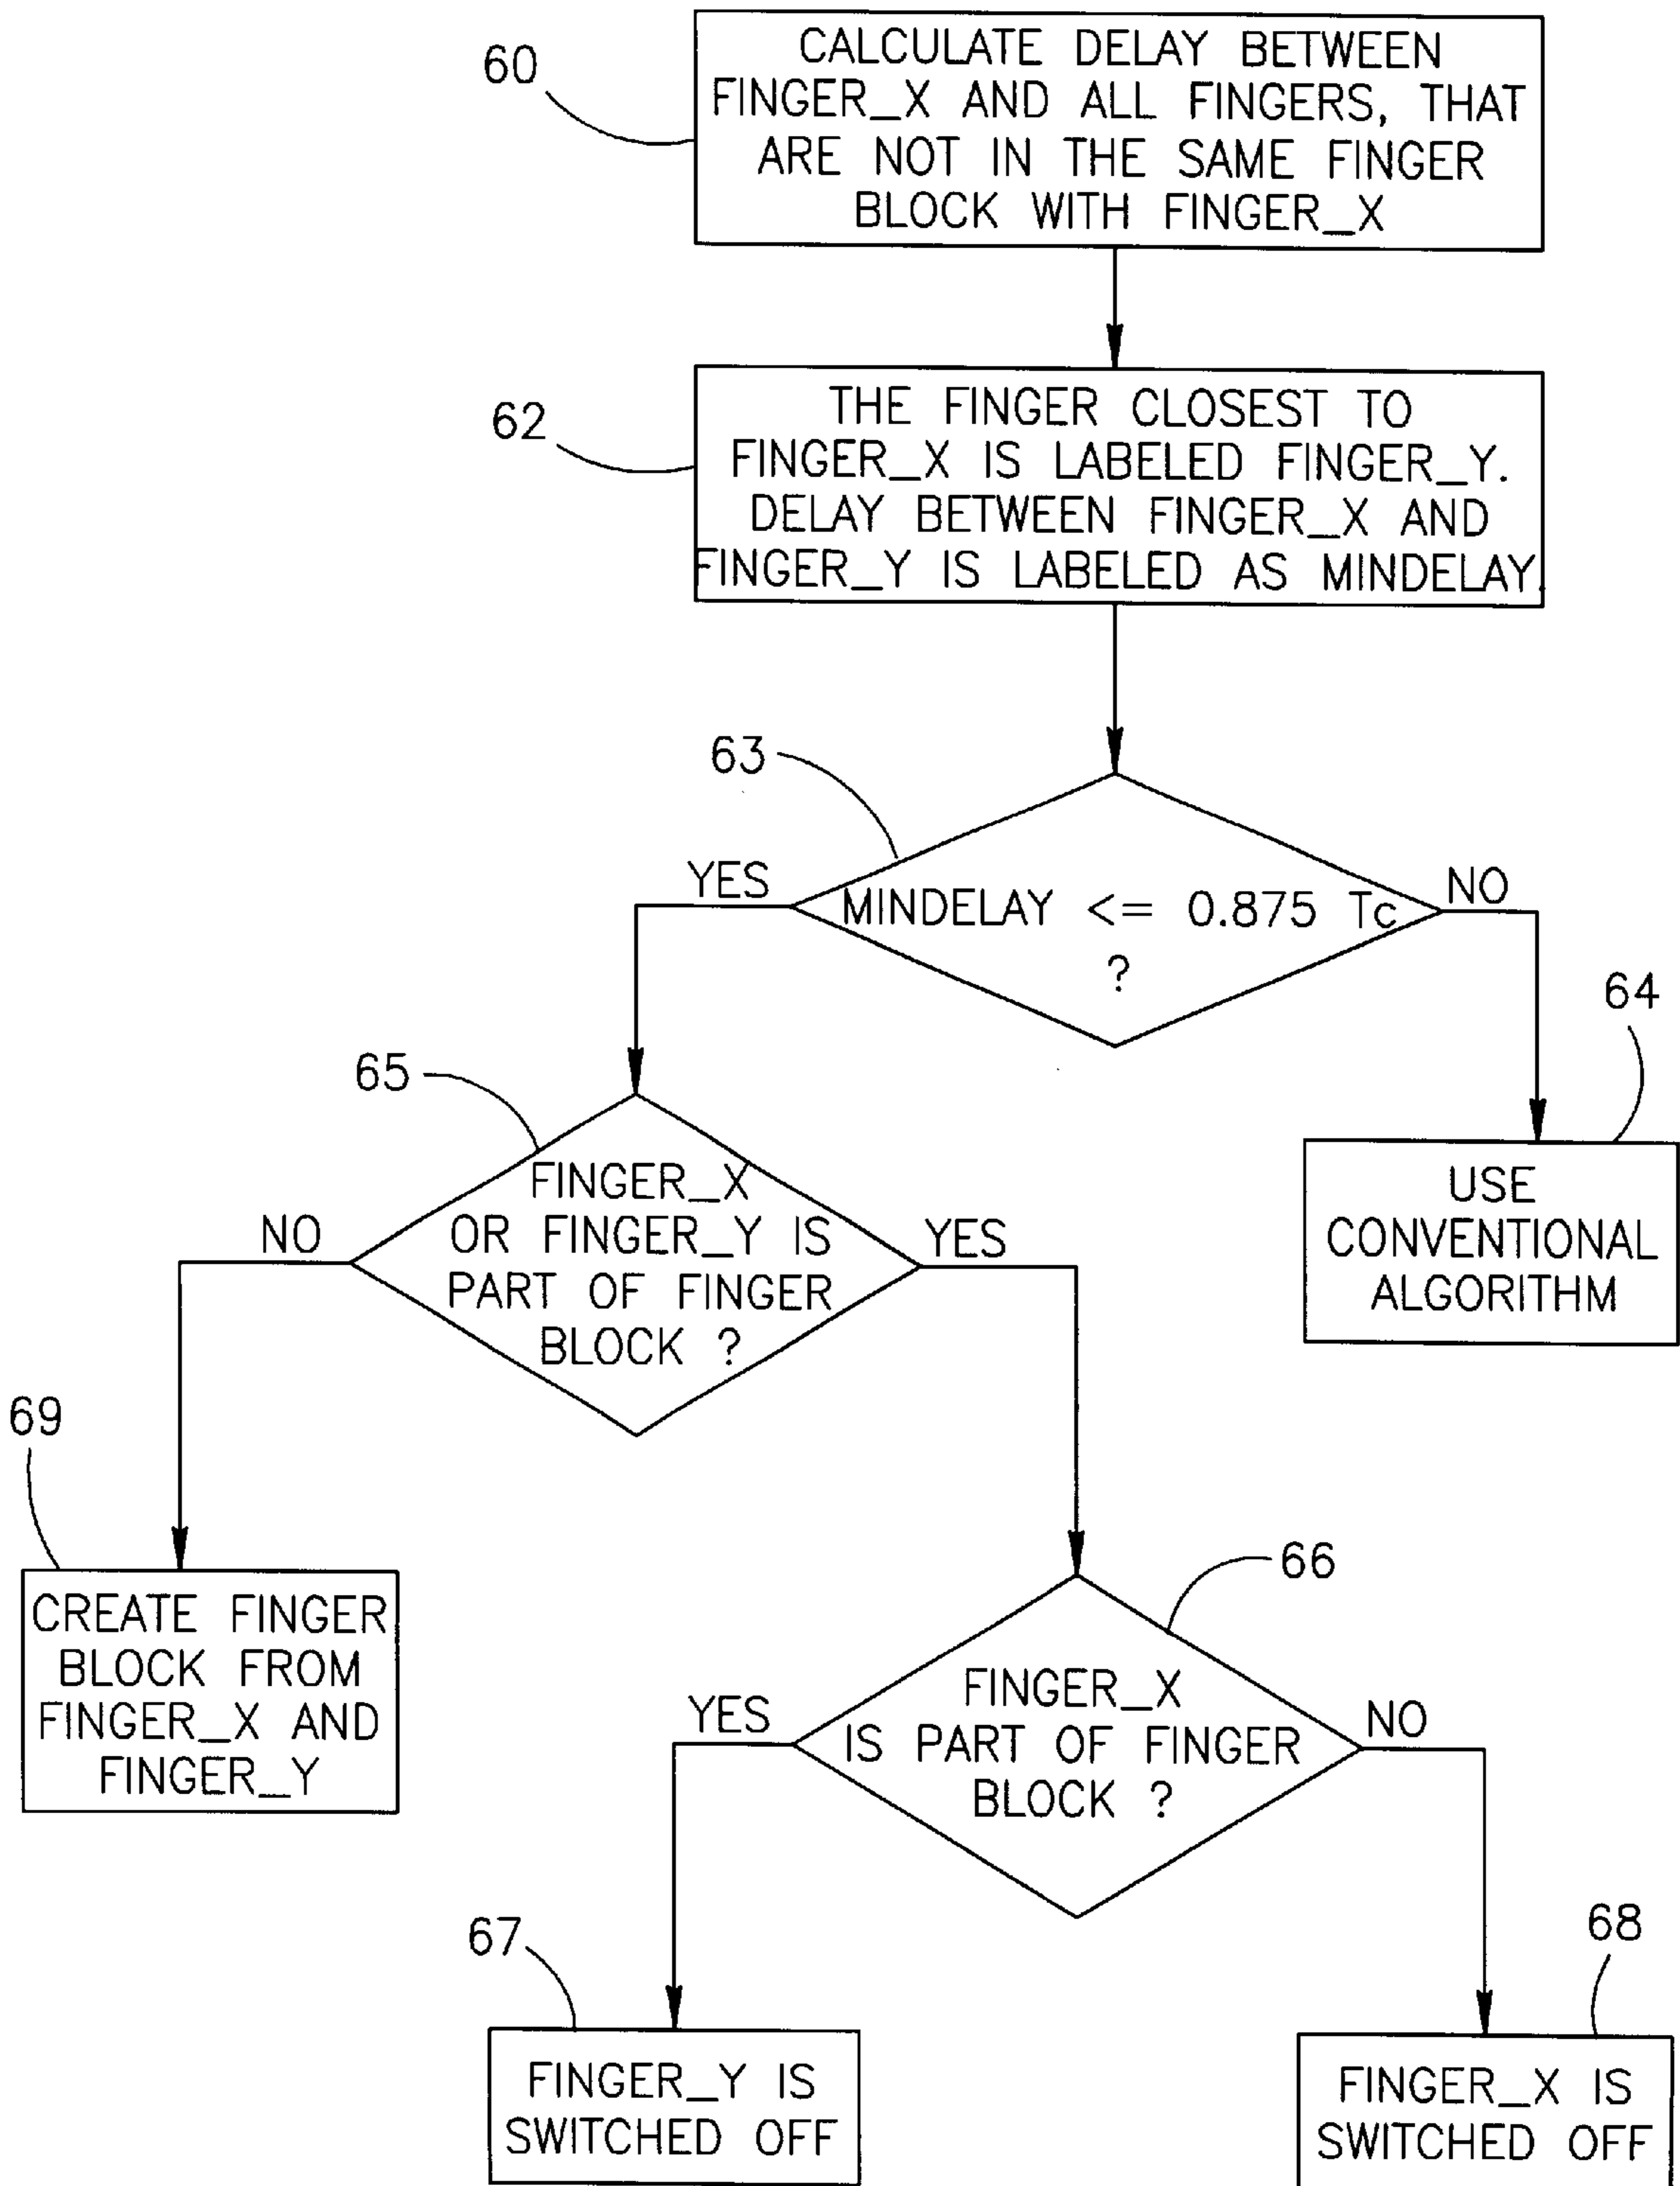 60
CALCULATE DELAY BETWEEN
FINGER_X AND ALL FINGERS, THAT
ARE NOT IN THE SAME FINGER
BLOCK WITH FINGER_X
62
THE FINGER CLOSEST TO
FINGER_X IS LABELED FINGER_Y.
DELAY BETWEEN FINGER_X AND
FINGER_Y IS LABELED AS MINDELAY.
63
YES
MINDELAY <= 0.875 Tc
?
NO
64
USE
CONVENTIONAL
ALGORITHM
65
FINGER_X
OR FINGER_Y IS
PART OF FINGER
BLOCK ?
NO
YES
69
CREATE FINGER
BLOCK FROM
FINGER_X AND
FINGER_Y
66
FINGER_X
IS PART OF FINGER
BLOCK ?
YES
NO
67
FINGER_Y IS
SWITCHED OFF
68
FINGER_X IS
SWITCHED OFF